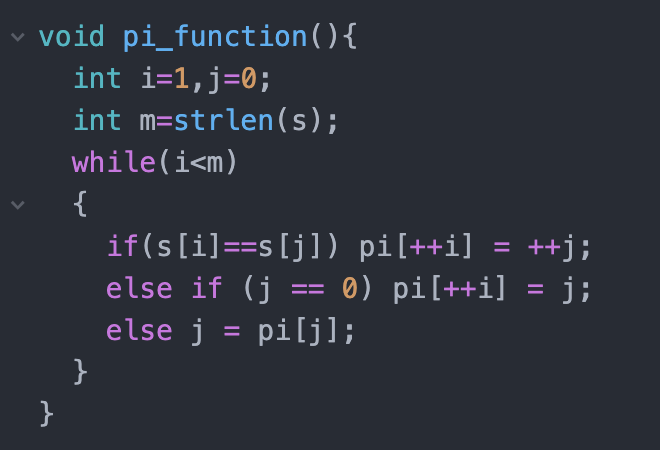 void pi_function(){
int i=1,j=0;
int m=strlen(s);
while(i<m)
{
if(s[i]==s[j]) pi[++i] = ++j;
else if (j == 0) pi[++i] = j;
else j = pi[j];
}
}